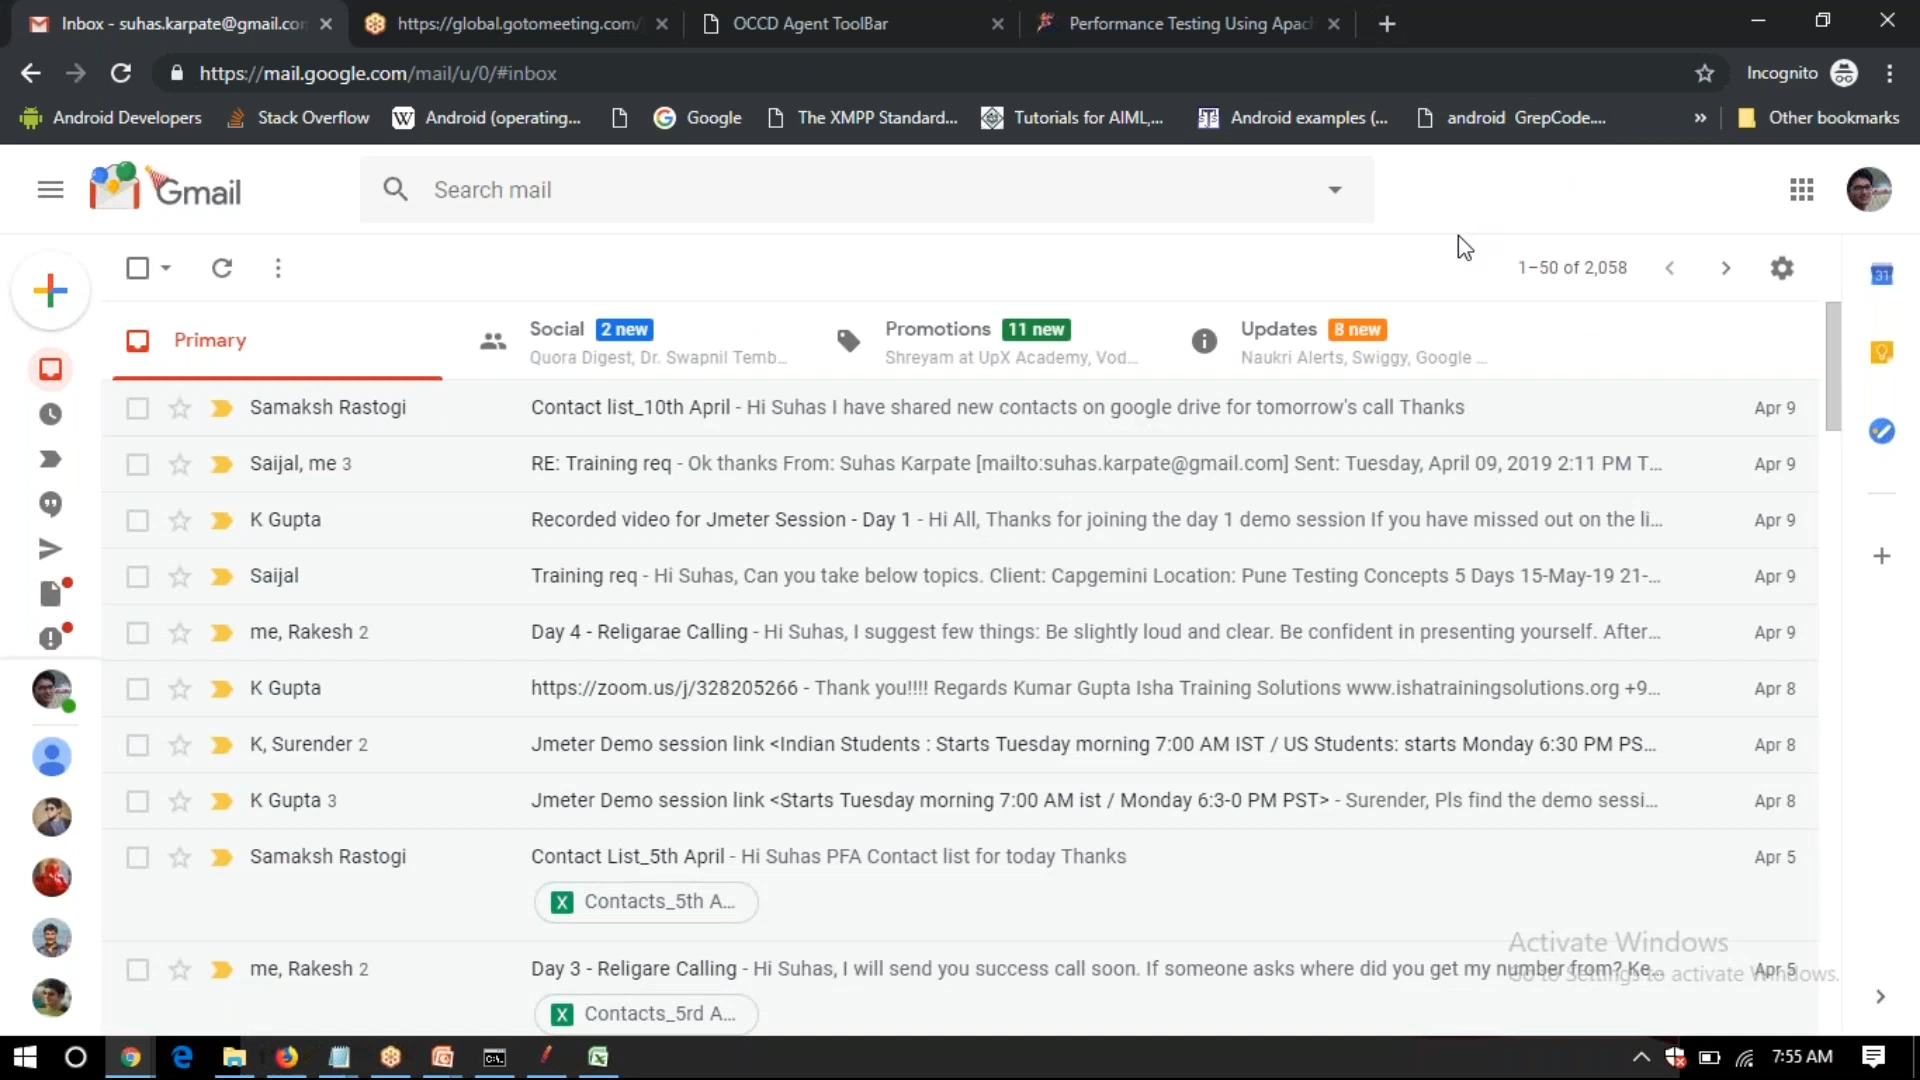 Inbox - suhas.karpate@gmail.com
https://global.gotomeeting.com/
OCCD Agent ToolBar
Performance Testing Using Apac
https://mail.google.com/mail/u/0/#inbox
Incognito
Android Developers
Stack Overflow
W Android (operating...
Google
The XMPP Standard...
Tutorials for AIML,...
Android examples (...
android GrepCode....
» Other bookmarks
Gmail
Search mail
1–50 of 2,058
31
Primary
Social 2 new
Quora Digest, Dr. Swapnil Temb...
Promotions 11 new
Shreyam at UpX Academy, Vod...
Updates 8 new
Naukri Alerts, Swiggy, Google ...
Samaksh Rastogi Contact list_10th April - Hi Suhas I have shared new contacts on google drive for tomorrow's call Thanks Apr 9
Saijal, me 3 RE: Training req - Ok thanks From: Suhas Karpate [mailto:suhas.karpate@gmail.com] Sent: Tuesday, April 09, 2019 2:11 PM T... Apr 9
K Gupta Recorded video for Jmeter Session - Day 1 - Hi All, Thanks for joining the day 1 demo session If you have missed out on the li... Apr 9
Saijal Training req - Hi Suhas, Can you take below topics. Client: Capgemini Location: Pune Testing Concepts 5 Days 15-May-19 21-... Apr 9
me, Rakesh 2 Day 4 - Religarae Calling - Hi Suhas, I suggest few things: Be slightly loud and clear. Be confident in presenting yourself. After... Apr 9
K Gupta https://zoom.us/j/328205266 - Thank you!!!! Regards Kumar Gupta Isha Training Solutions www.ishatrainingsolutions.org +9... Apr 8
K, Surender 2 Jmeter Demo session link <Indian Students : Starts Tuesday morning 7:00 AM IST / US Students: starts Monday 6:30 PM PS... Apr 8
K Gupta 3 Jmeter Demo session link <Starts Tuesday morning 7:00 AM ist / Monday 6:3-0 PM PST> - Surender, Pls find the demo sessi... Apr 8
Samaksh Rastogi Contact List_5th April - Hi Suhas PFA Contact list for today Thanks Apr 5
X Contacts_5th A...
Activate Windows
me, Rakesh 2 Day 3 - Religare Calling - Hi Suhas, I will send you success call soon. If someone asks where did you get my number from? Ke... Apr 5
Go to Settings to activate Windows.
X Contacts_5rd A...
7:55 AM